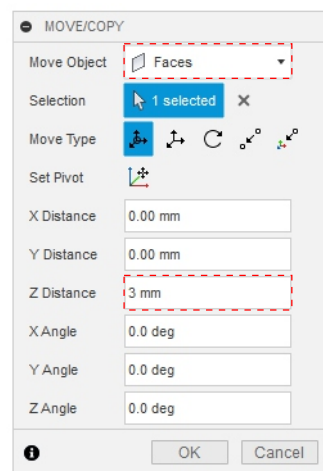 MOVE/COPY
Move Object Faces
Selection 1 selected
Move Type
Set Pivot
X Distance 0.00 mm
Y Distance 0.00 mm
Z Distance 3 mm
X Angle 0.0 deg
Y Angle 0.0 deg
Z Angle 0.0 deg
OK Cancel